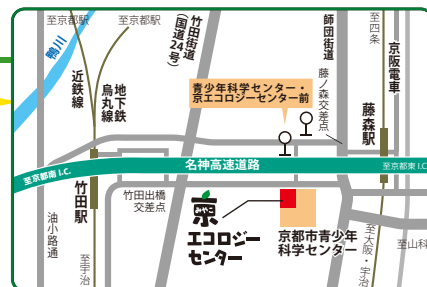 至京都駅
至京都駅
鴨川
近鉄線
地下鉄
烏丸線
竹田街道
(国道24号)
師団街道
藤ノ森交差点
至四条
京阪電車
藤森駅
青少年科学センター・
京エコロジーセンター前
名神高速道路
至京都南 I.C.
至京都東 I.C.
竹田駅
油小路通
至宇治
竹田出橋
交差点
京
エコロジー
センター
京都市青少年
科学センター
至大阪・宇治
至山科